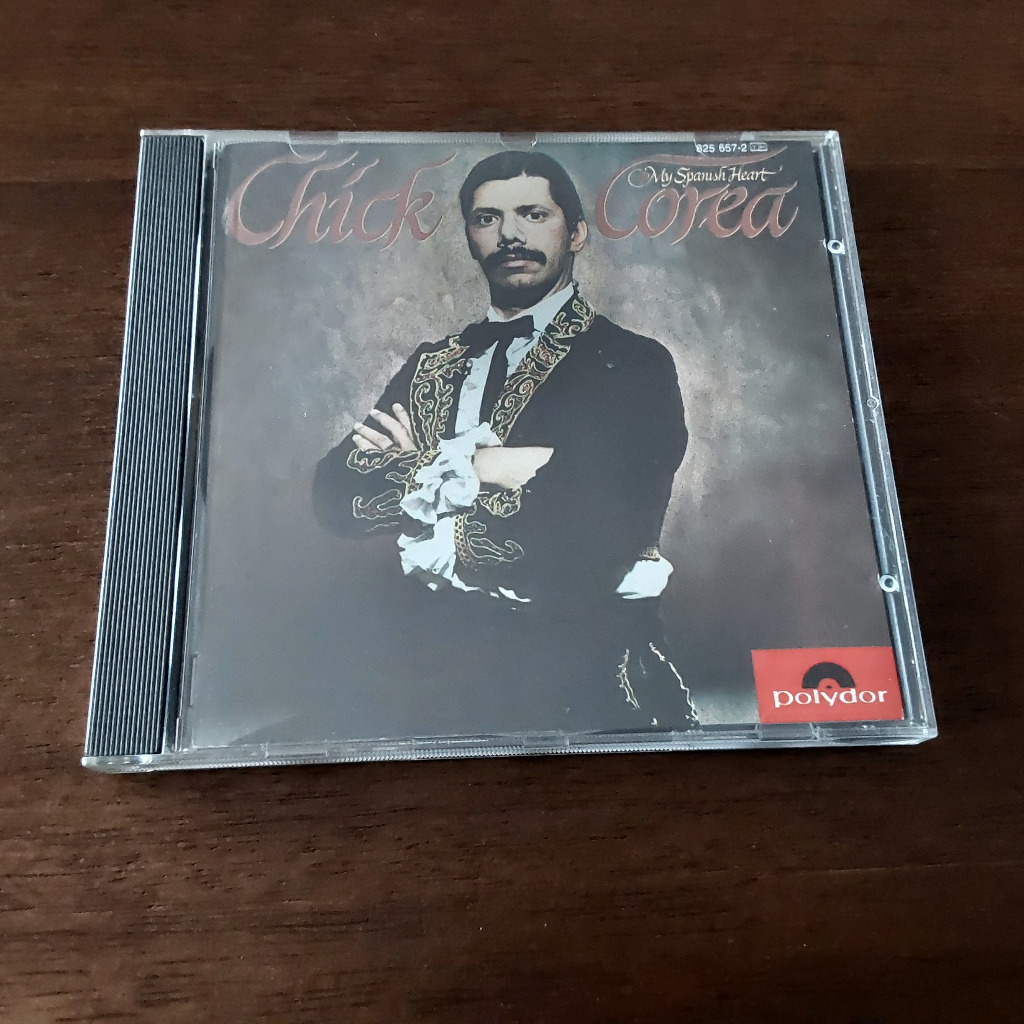 825 657-2
Chick Corea
My Spanish Heart
polydor